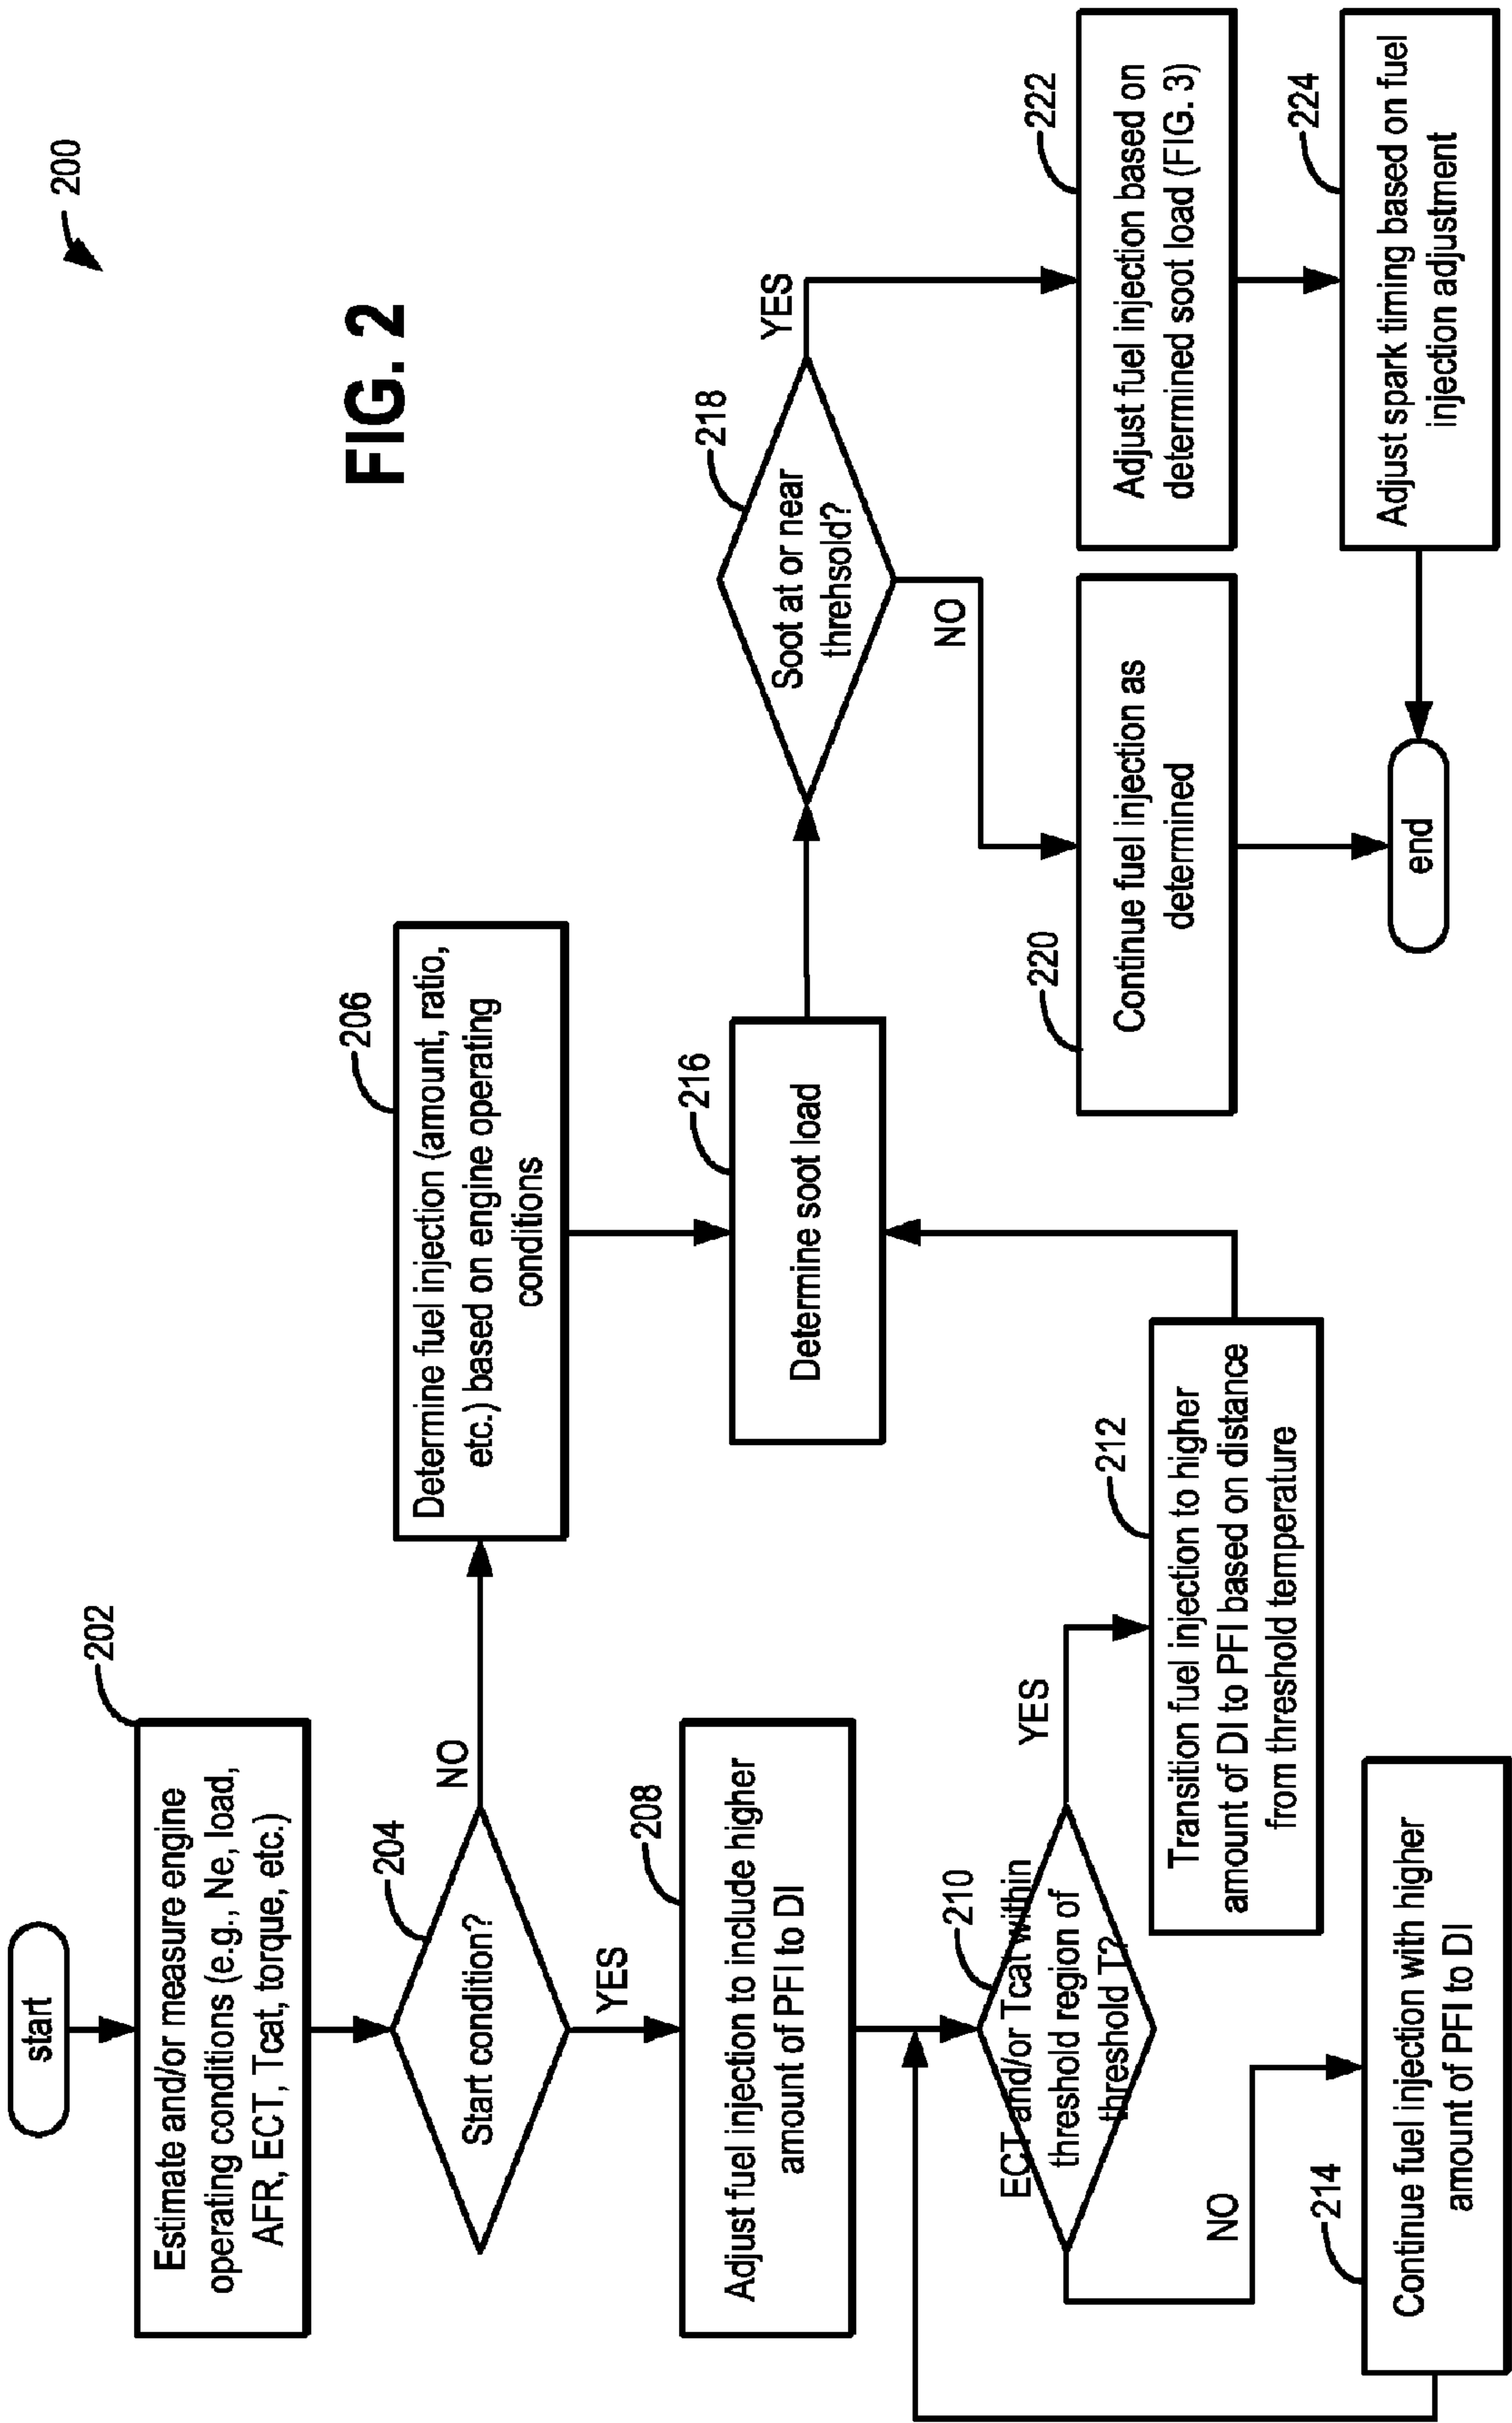 200
FIG. 2
start
202
Estimate and/or measure engine
operating conditions (e.g., Ne, load,
AFR, ECT, Tcat, torque, etc.)
204
Start condition?
NO
YES
206
Determine fuel injection (amount, ratio,
etc.) based on engine operating
conditions
208
Adjust fuel injection to include higher
amount of PFI to DI
210
ECT and/or Tcat within
threshold region of
threshold T?
YES
NO
212
Transition fuel injection to higher
amount of DI to PFI based on distance
from threshold temperature
214
Continue fuel injection with higher
amount of PFI to DI
216
Determine soot load
218
Soot at or near
threhsold?
YES
NO
220
Continue fuel injection as
determined
222
Adjust fuel injection based on
determined soot load (FIG. 3)
224
Adjust spark timing based on fuel
injection adjustment
end